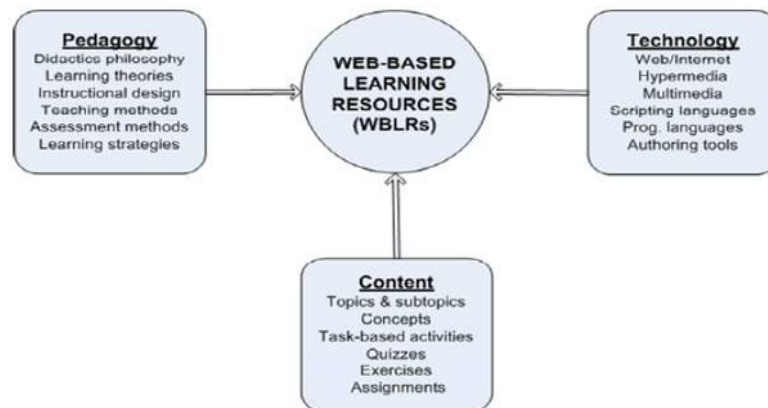 Pedagogy
Didactics philosophy
Learning theories
Instructional design
Teaching methods
Assessment methods
Learning strategies
WEB-BASED
LEARNING
RESOURCES
(WBLRs)
Technology
Web/Internet
Hypermedia
Multimedia
Scripting languages
Prog. languages
Authoring tools
Content
Topics & subtopics
Concepts
Task-based activities
Quizzes
Exercises
Assignments